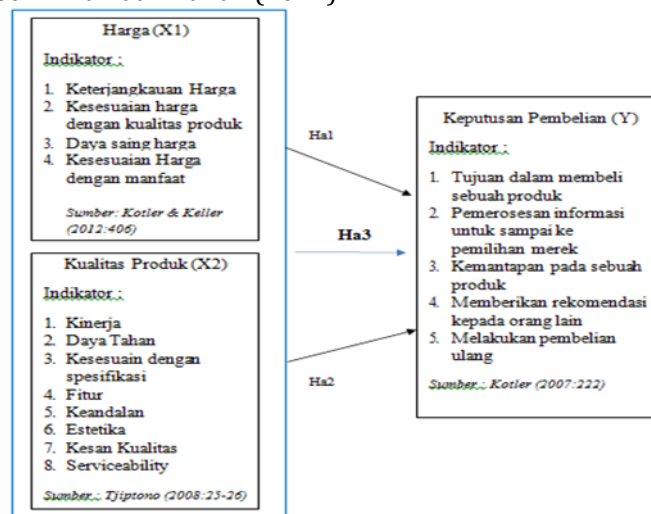 Harga (X1)
Indikator :
1. Keterjangkauan Harga
2. Kesesuaian harga
dengan kualitas produk
3. Daya saing harga
4. Kesesuaian Harga
dengan manfaat
Sumber: Kotler & Keller
(2012:406)
Kualitas Produk (X2)
Indikator :
1. Kinerja
2. Daya Tahan
3. Kesesuain dengan
spesifikasi
4. Fitur
5. Keandalan
6. Estetika
7. Kesan Kualitas
8. Serviceability
Sumber : Tjiptono (2008:25-26)
Ha1
Ha3
Ha2
Keputusan Pembelian (Y)
Indikator :
1. Tujuan dalam membeli
sebuah produk
2. Pemerosesan informasi
untuk sampai ke
pemilihan merek
3. Kemantapan pada sebuah
produk
4. Memberikan rekomendasi
kepada orang lain
5. Melakukan pembelian
ulang
Sumber : Kotler (2007:222)